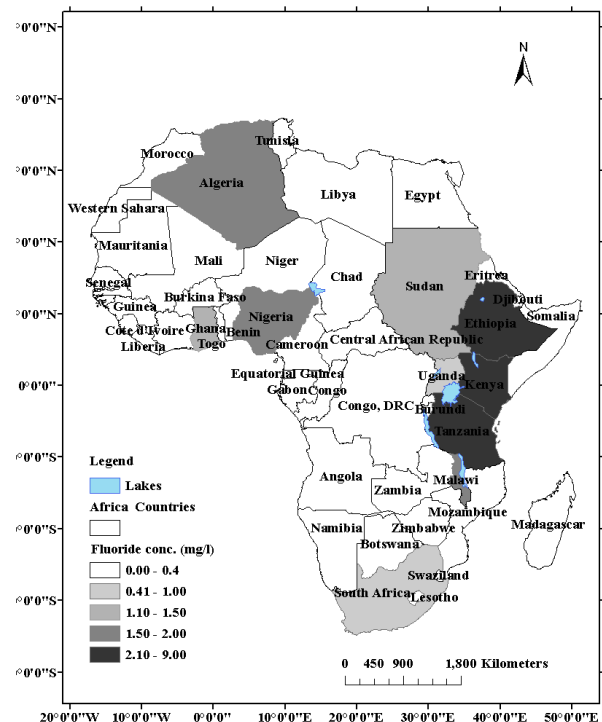 N
°0'0"N
°0'0"N
°0'0"N
°0'0"N
°0'0"N
0°0'0"
°0'0"S
°0'0"S
°0'0"S
°0'0"S
Tunisia
Morocco
Algeria
Libya
Egypt
Western Sahara
Mauritania
Mali
Niger
Chad
Sudan
Eritrea
Senegal
Burkina Faso
Djibouti
Guinea
Nigeria
Somalia
Ethiopia
Cote d'Ivoire
Ghana
Benin
Togo
Liberia
Cameroon
Central African Republic
Equatorial Guinea
Uganda
Kenya
Gabon
Congo
Congo, DRC
Burundi
Tanzania
Angola
Malawi
Zambia
Mozambique
Madagascar
Namibia
Zimbabwe
Botswana
Swaziland
South Africa
Lesotho
Legend
Lakes
Africa Countries
Fluoride conc. (mg/l)
0.00 - 0.4
0.41 - 1.00
1.10 - 1.50
1.50 - 2.00
2.10 - 9.00
0 450 900 1,800 Kilometers
20°0'0"W 10°0'0"W 0°0'0" 10°0'0"E 20°0'0"E 30°0'0"E 40°0'0"E 50°0'0"E